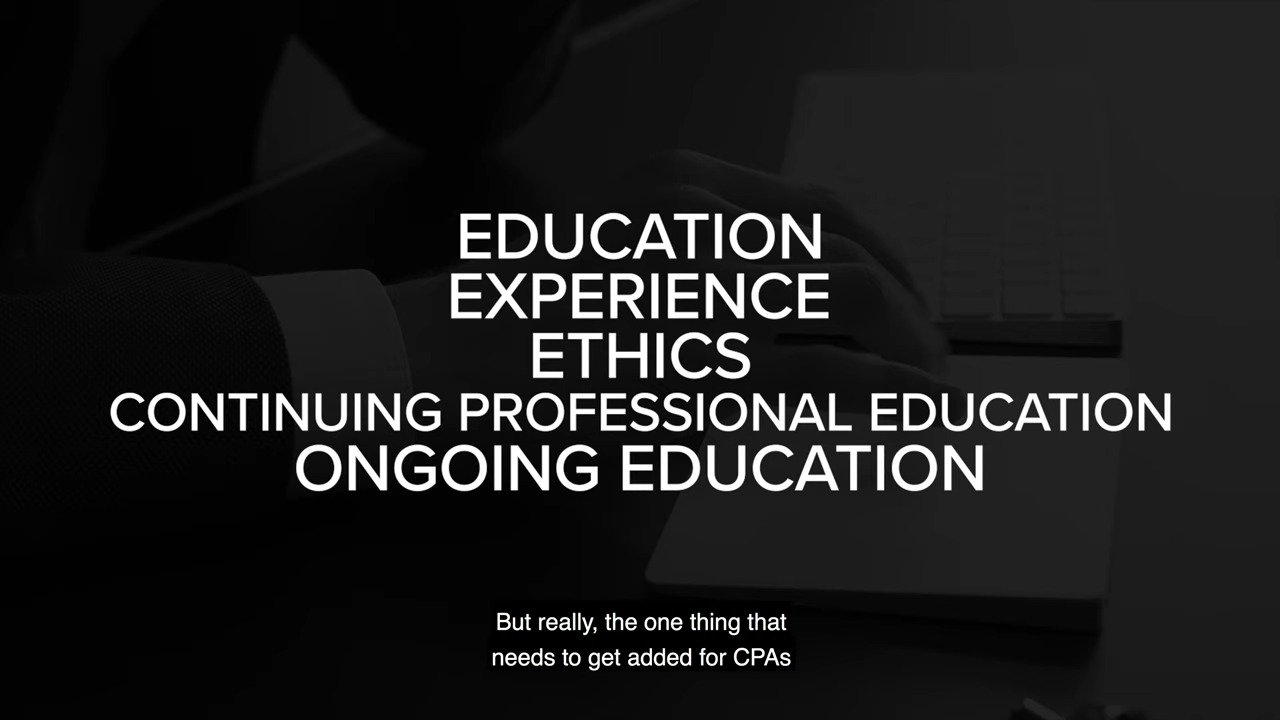 EDUCATION
EXPERIENCE
ETHICS
CONTINUING PROFESSIONAL EDUCATION
ONGOING EDUCATION
But really, the one thing that
needs to get added for CPAs